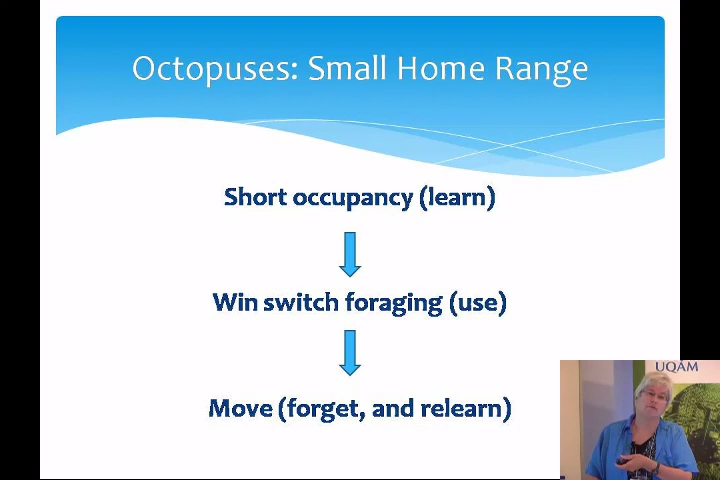 Octopuses: Small Home Range
Short occupancy (learn)
Win switch foraging (use)
Move (forget, and relearn)
UQAM